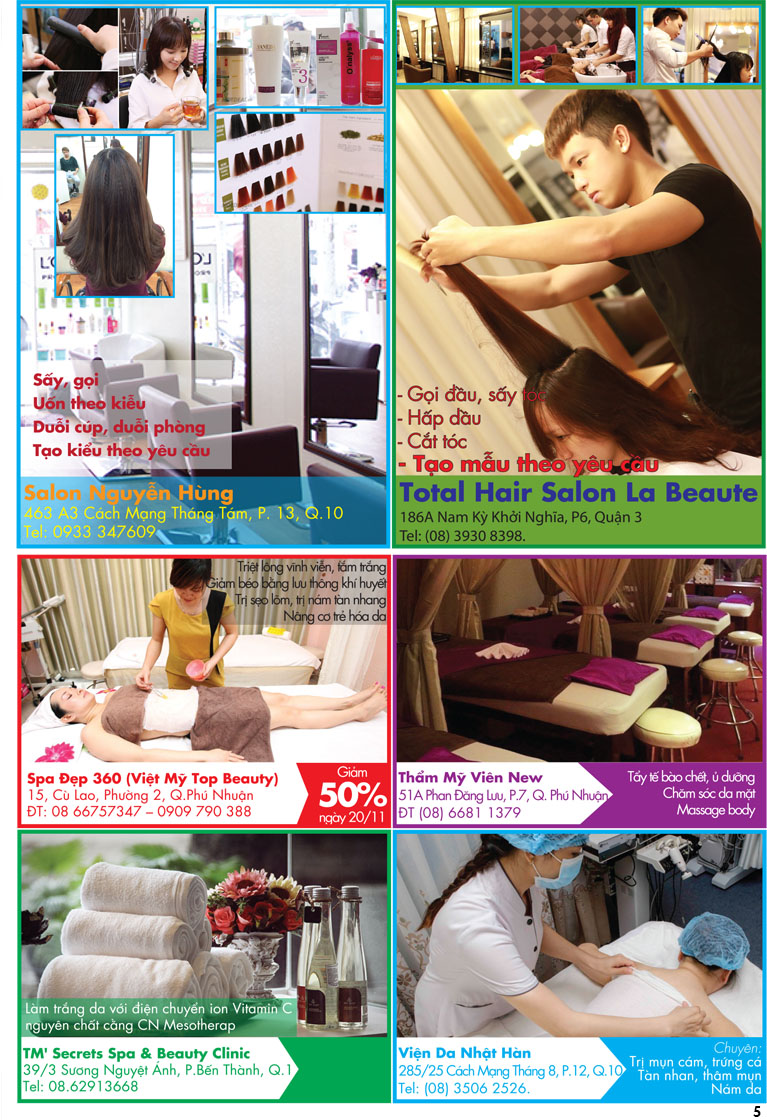 Sấy, gọi
Uốn theo kiểu
Duỗi cúp, duỗi phồng
Tạo kiểu theo yêu cầu
Salon Nguyễn Hùng
463 A3 Cách Mạng Tháng Tám, P. 13, Q.10
Tel: 0933 347609
- Gọi đầu, sấy tóc
- Hấp dầu
- Cắt tóc
- Tạo mẫu theo yêu cầu
Total Hair Salon La Beaute
186A Nam Kỳ Khởi Nghĩa, P6, Quận 3
Tel: (08) 3930 8398.
Triệt lông vĩnh viễn, tắm trắng
Giảm béo bằng lưu thông khí huyết
Trị sẹo lõm, trị nám tàn nhang
Nâng cơ trẻ hóa da
Spa Đẹp 360 (Việt Mỹ Top Beauty)
15, Cù Lao, Phường 2, Q.Phú Nhuận
ĐT: 08 66757347 – 0909 790 388
Giảm
50%
ngày 20/11
Thẩm Mỹ Viên New
51A Phan Đăng Lưu, P.7, Q. Phú Nhuận
ĐT (08) 6681 1379
Tẩy tế bào chết, ủ dưỡng
Chăm sóc da mặt
Massage body
Làm trắng da với điện chuyển ion Vitamin C
nguyên chất cằng CN Mesotherap
TM' Secrets Spa & Beauty Clinic
39/3 Sương Nguyệt Ánh, P.Bến Thành, Q.1
Tel: 08.62913668
Viện Da Nhật Hàn
285/25 Cách Mạng Tháng 8, P.12, Q.10
Tel: (08) 3506 2526.
Chuyên:
Trị mụn cám, trứng cá
Tàn nhan, thâm mụn
Nám da
5